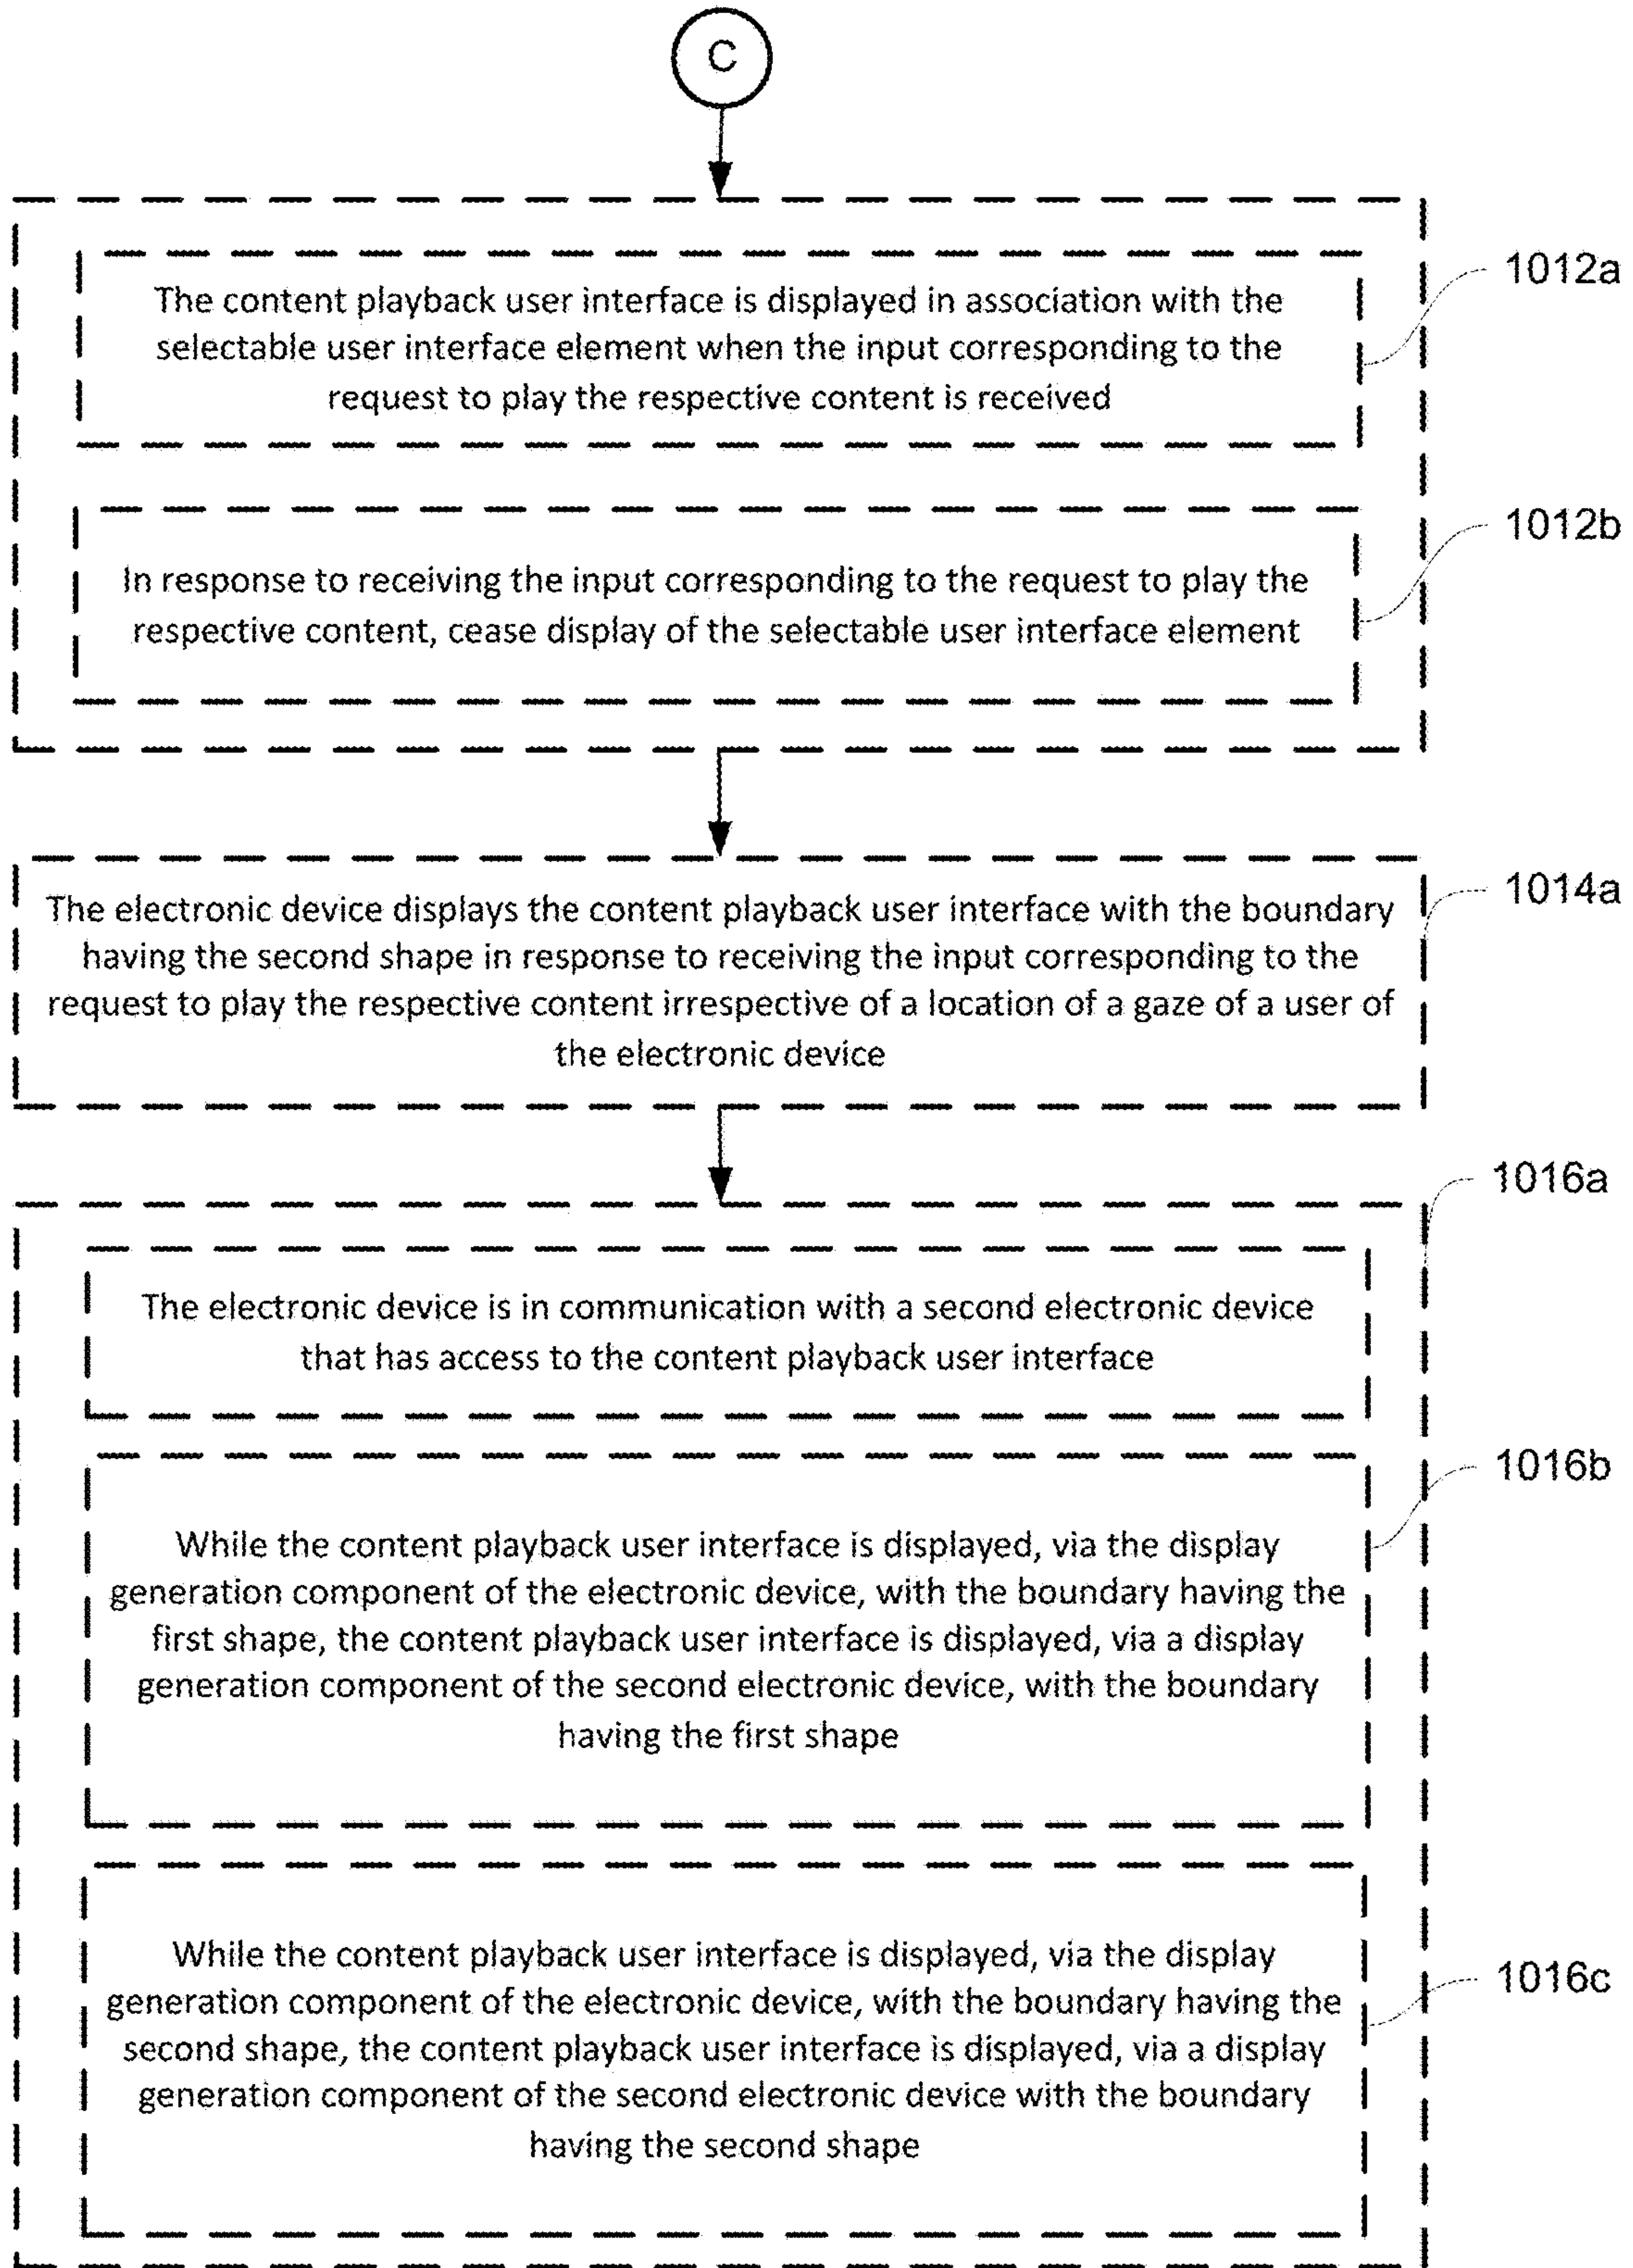 C
1012a
The content playback user interface is displayed in association with the
selectable user interface element when the input corresponding to the
request to play the respective content is received
1012b
In response to receiving the input corresponding to the request to play the
respective content, cease display of the selectable user interface element
1014a
The electronic device displays the content playback user interface with the boundary
having the second shape in response to receiving the input corresponding to the
request to play the respective content irrespective of a location of a gaze of a user of
the electronic device
1016a
The electronic device is in communication with a second electronic device
that has access to the content playback user interface
1016b
While the content playback user interface is displayed, via the display
generation component of the electronic device, with the boundary having the
first shape, the content playback user interface is displayed, via a display
generation component of the second electronic device, with the boundary
having the first shape
1016c
While the content playback user interface is displayed, via the display
generation component of the electronic device, with the boundary having the
second shape, the content playback user interface is displayed, via a display
generation component of the second electronic device with the boundary
having the second shape